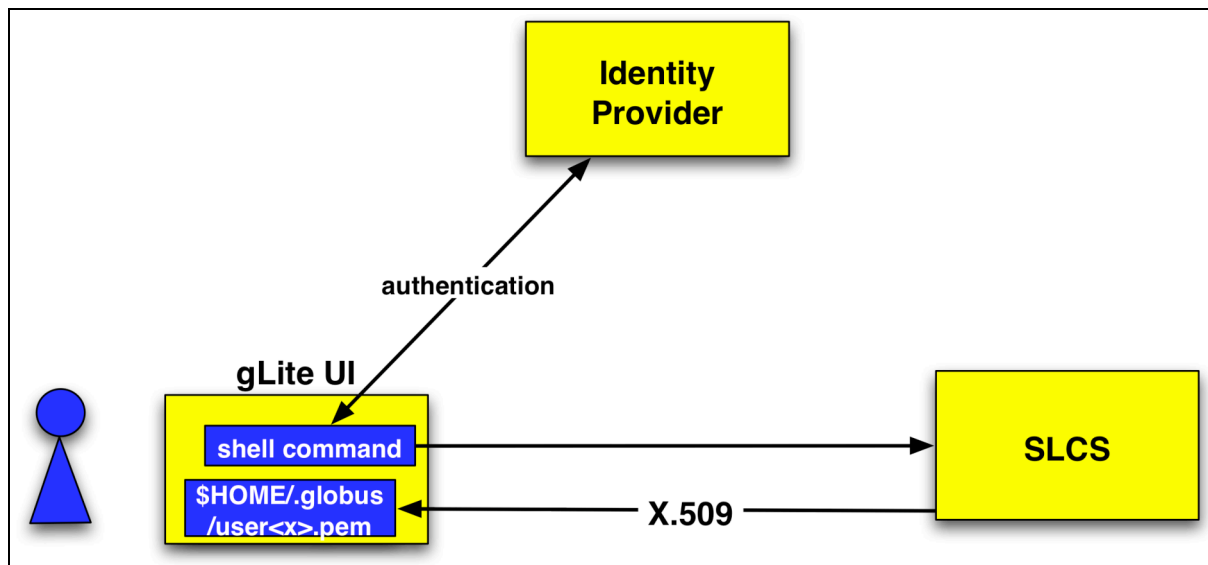 Identity
Provider
authentication
gLite UI
shell command
SLCS
$HOME/.globus
/user<x>.pem
X.509